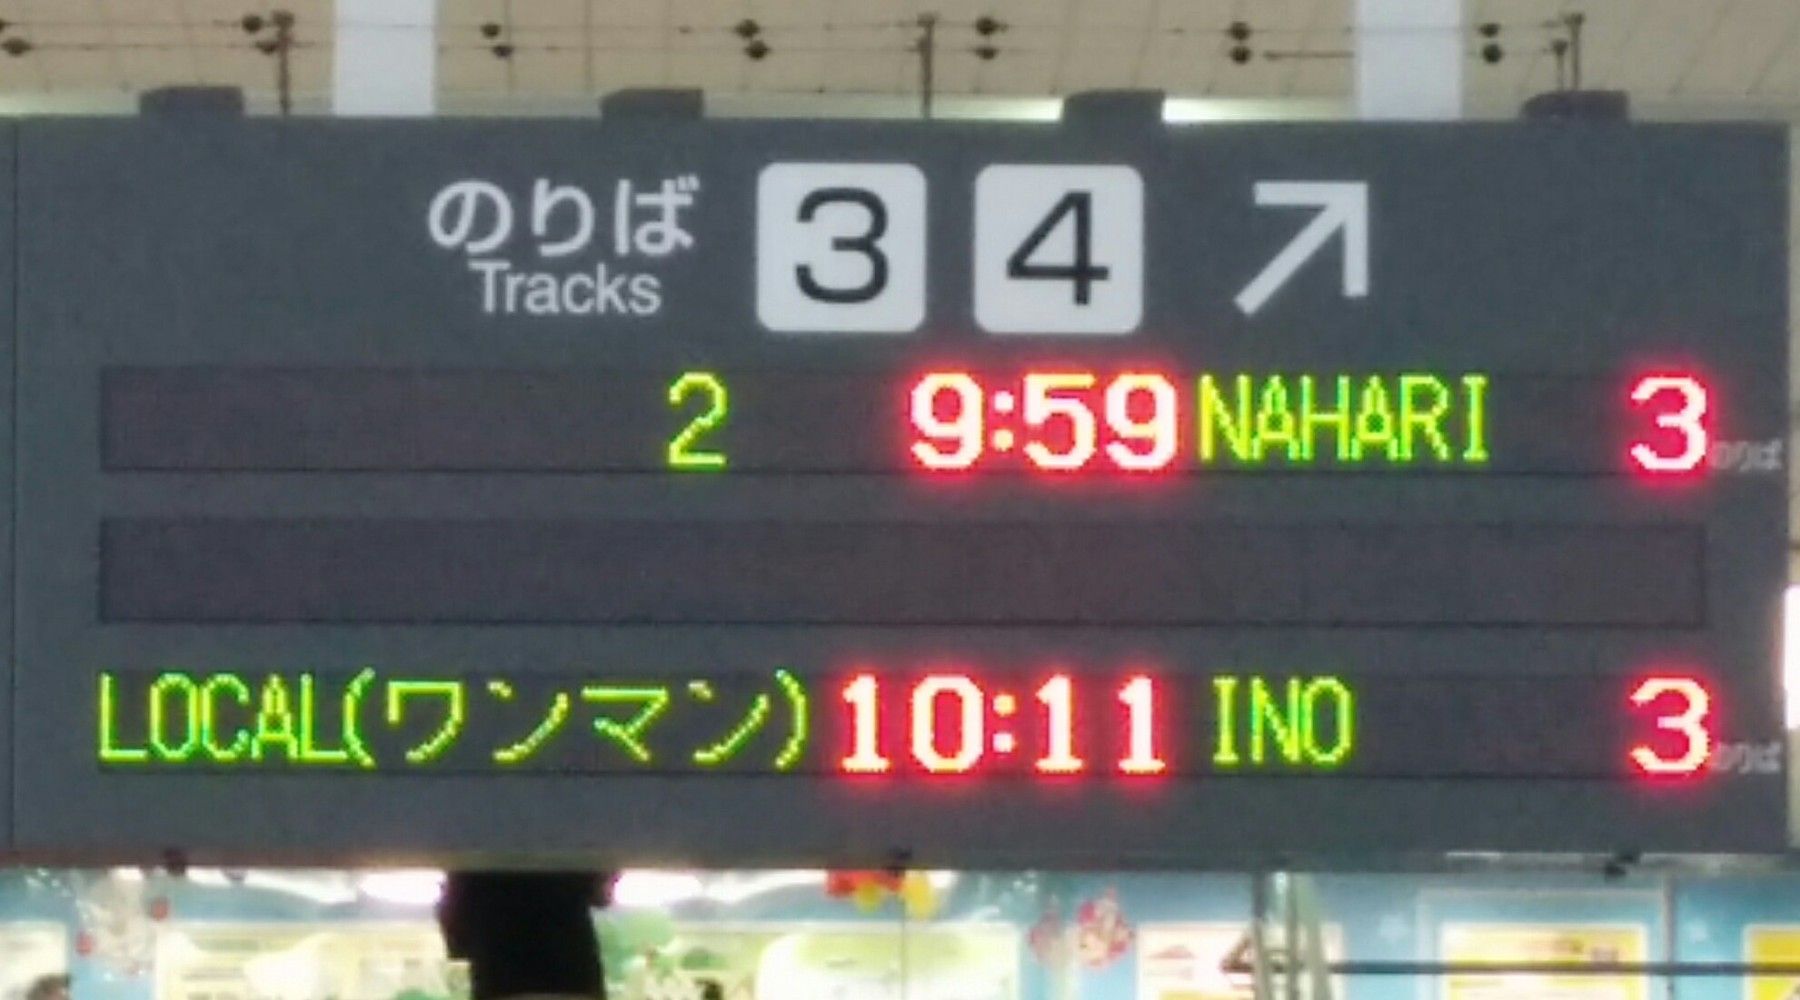 のりば 3 4
Tracks
2 9:59 NAHARI 3 のりば
LOCAL(ワンマン) 10:11 INO 3 のりば